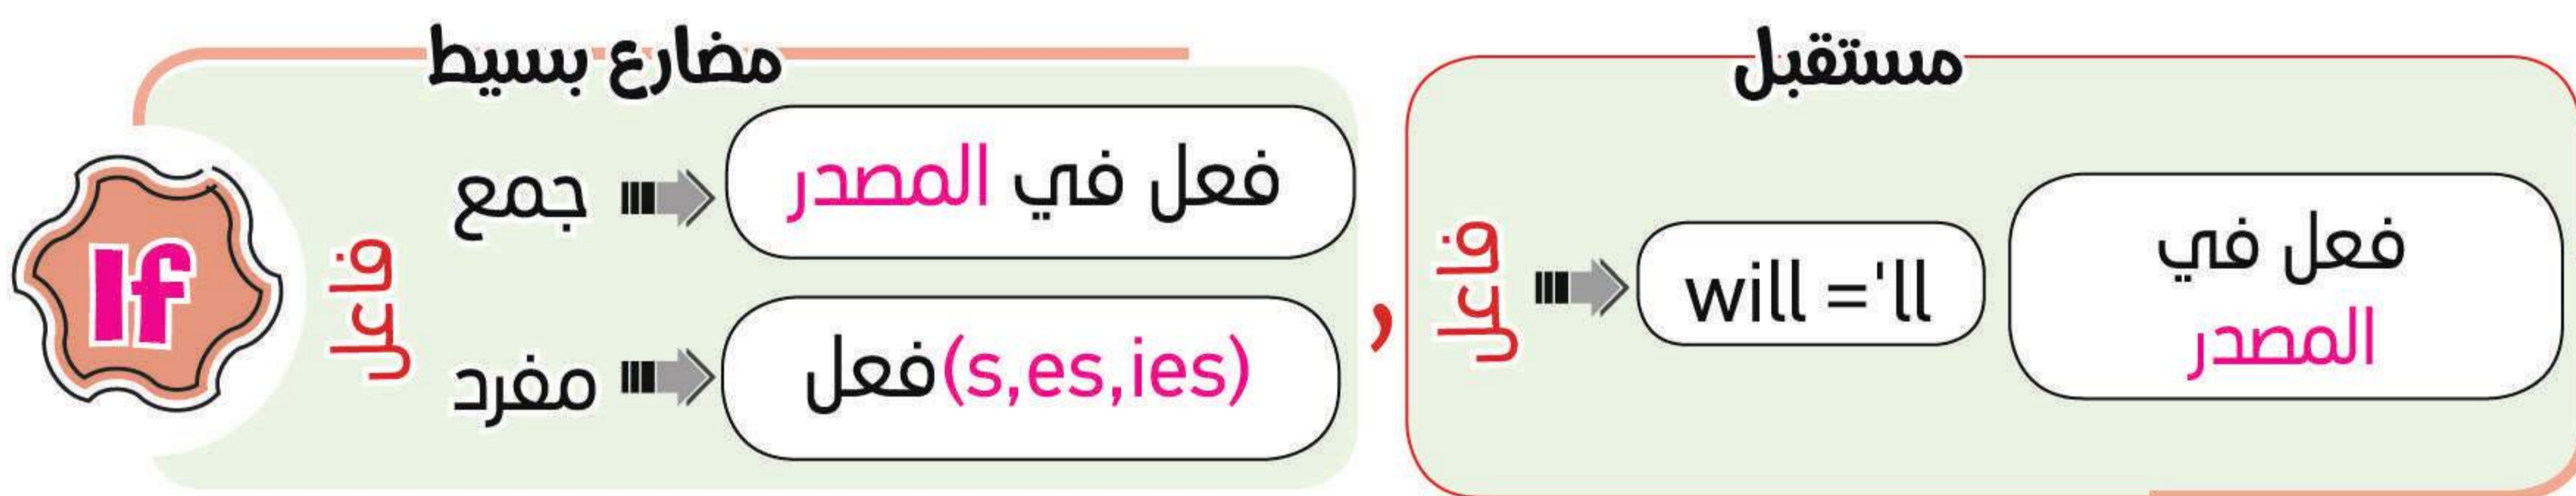 مضارع بسيط
If
فاعل
جمع
فعل في المصدر
مفرد
فعل(s,es,ies)
,
مستقبل
فاعل
will ='ll
فعل في
المصدر